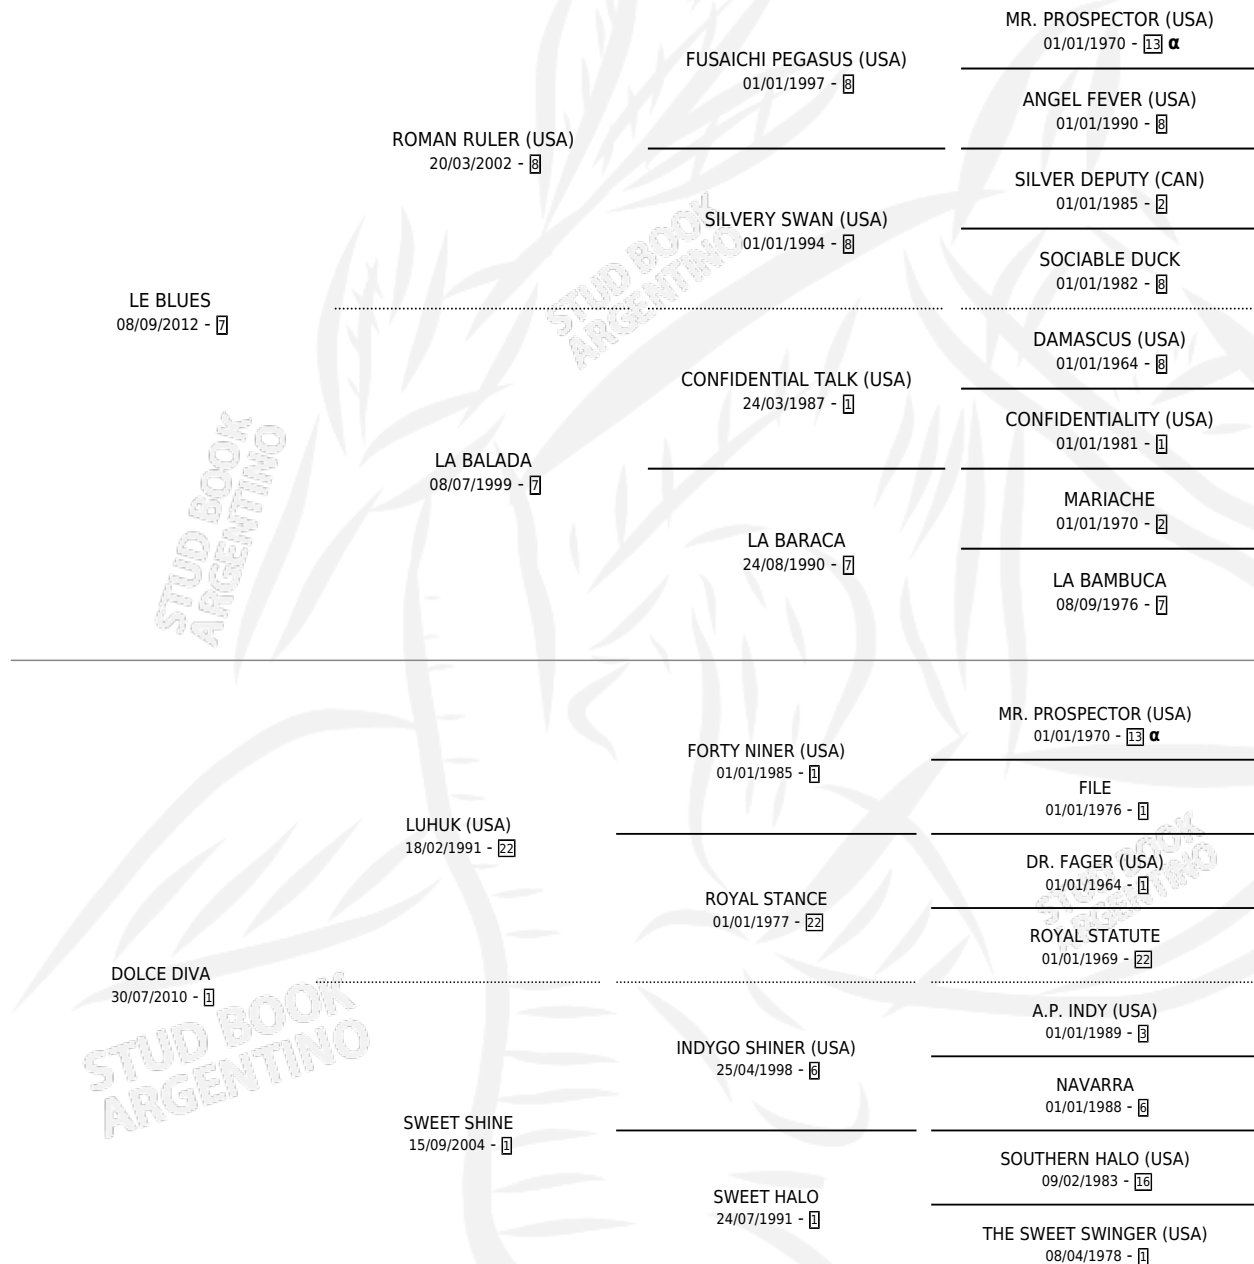 MR. PROSPECTOR (USA)
01/01/1970 - 13 α
FUSAICHI PEGASUS (USA)
01/01/1997 - 8
ANGEL FEVER (USA)
01/01/1990 - 8
ROMAN RULER (USA)
20/03/2002 - 8
SILVER DEPUTY (CAN)
01/01/1985 - 2
SILVERY SWAN (USA)
01/01/1994 - 8
SOCIABLE DUCK
01/01/1982 - 8
LE BLUES
08/09/2012 - 7
DAMASCUS (USA)
01/01/1964 - 8
CONFIDENTIAL TALK (USA)
24/03/1987 - 1
CONFIDENTIALITY (USA)
01/01/1981 - 1
LA BALADA
08/07/1999 - 7
MARIACHE
01/01/1970 - 2
LA BARACA
24/08/1990 - 7
LA BAMBUCA
08/09/1976 - 7
MR. PROSPECTOR (USA)
01/01/1970 - 13 α
FORTY NINER (USA)
01/01/1985 - 1
FILE
01/01/1976 - 1
LUHUK (USA)
18/02/1991 - 22
DR. FAGER (USA)
01/01/1964 - 1
ROYAL STANCE
01/01/1977 - 22
ROYAL STATUTE
01/01/1969 - 22
DOLCE DIVA
30/07/2010 - 1
A.P. INDY (USA)
01/01/1989 - 3
INDYGO SHINER (USA)
25/04/1998 - 6
NAVARRA
01/01/1988 - 6
SWEET SHINE
15/09/2004 - 1
SOUTHERN HALO (USA)
09/02/1983 - 16
SWEET HALO
24/07/1991 - 1
THE SWEET SWINGER (USA)
08/04/1978 - 1
STUD BOOK
ARGENTINO
STUD BOOK
ARGENTINO
STUD BOOK
ARGENTINO
STUD BOOK
ARGENTINO